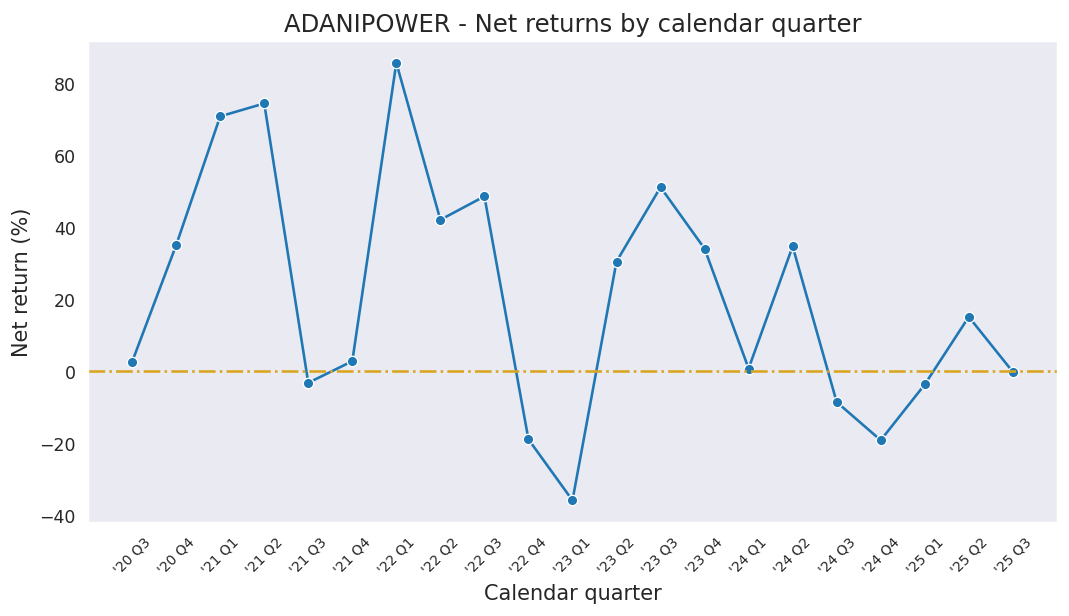 ADANIPOWER - Net returns by calendar quarter
Net return (%)
80
60
40
20
0
−20
−40
'20 Q3
'20 Q4
'21 Q1
'21 Q2
'21 Q3
'21 Q4
'22 Q1
'22 Q2
'22 Q3
'22 Q4
'23 Q1
'23 Q2
'23 Q3
'23 Q4
'24 Q1
'24 Q2
'24 Q3
'24 Q4
'25 Q1
'25 Q2
'25 Q3
Calendar quarter